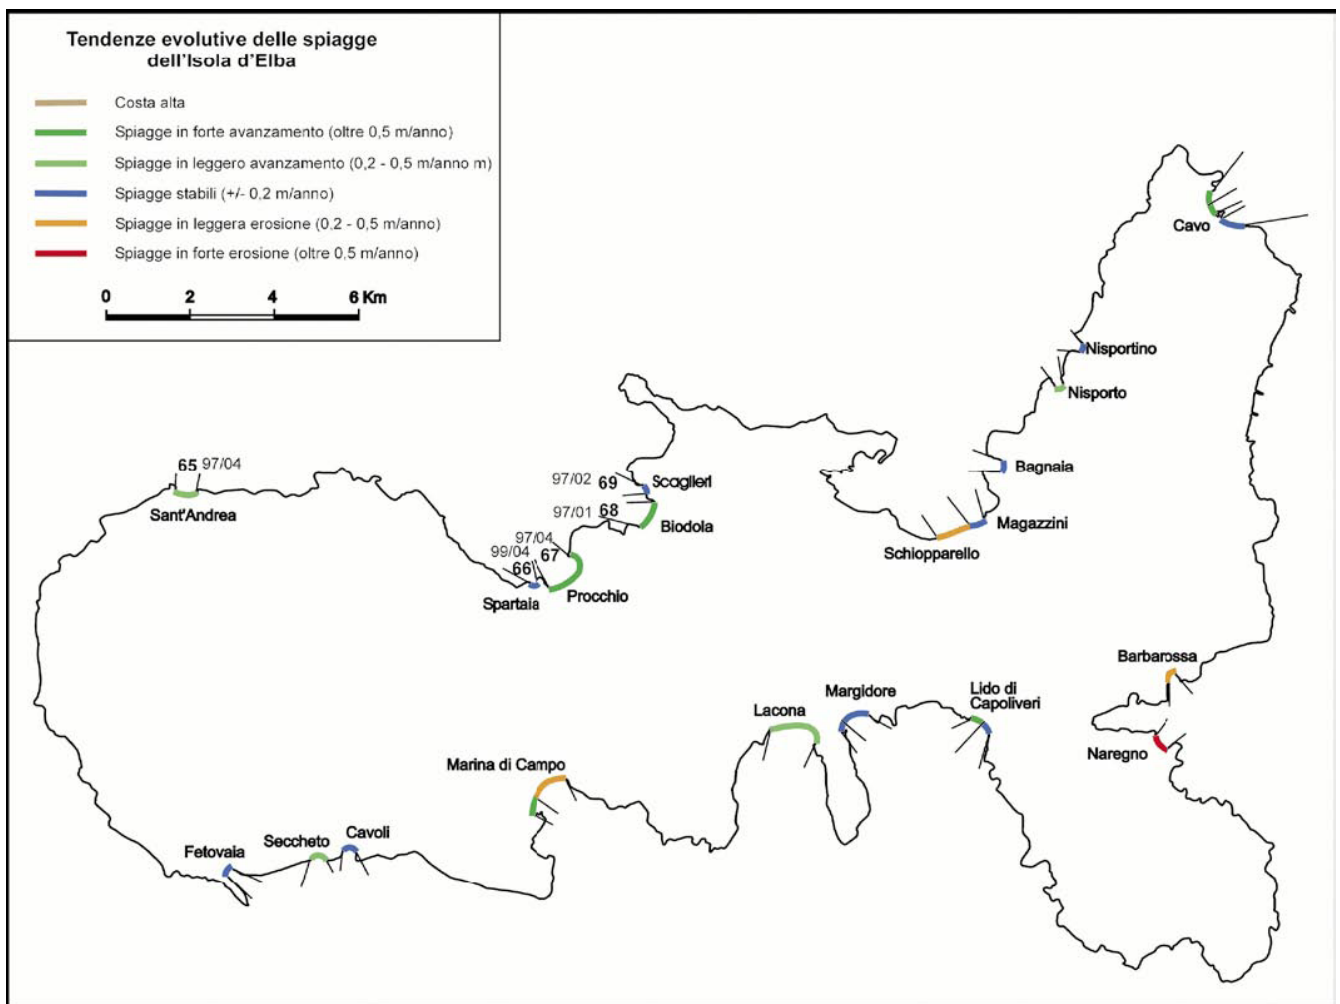 Tendenze evolutive delle spiagge
dell'Isola d'Elba
Costa alta
Spiagge in forte avanzamento (oltre 0,5 m/anno)
Spiagge in leggero avanzamento (0,2 - 0,5 m/anno m)
Spiagge stabili (+/- 0,2 m/anno)
Spiagge in leggera erosione (0,2 - 0,5 m/anno)
Spiagge in forte erosione (oltre 0,5 m/anno)
0 2 4 6 Km
Cavo
Nisportino
Nisporto
65 97/04
Sant'Andrea
97/02 69 Scaglieri
Bagnaia
97/01 68 Biodola
Magazzini
Schiopparello
97/04
67
99/04
66
Spartaia
Procchio
Barbarossa
Lido di
Capoliveri
Margidore
Lacona
Naregno
Marina di Campo
Cavoli
Seccheto
Fetovaia